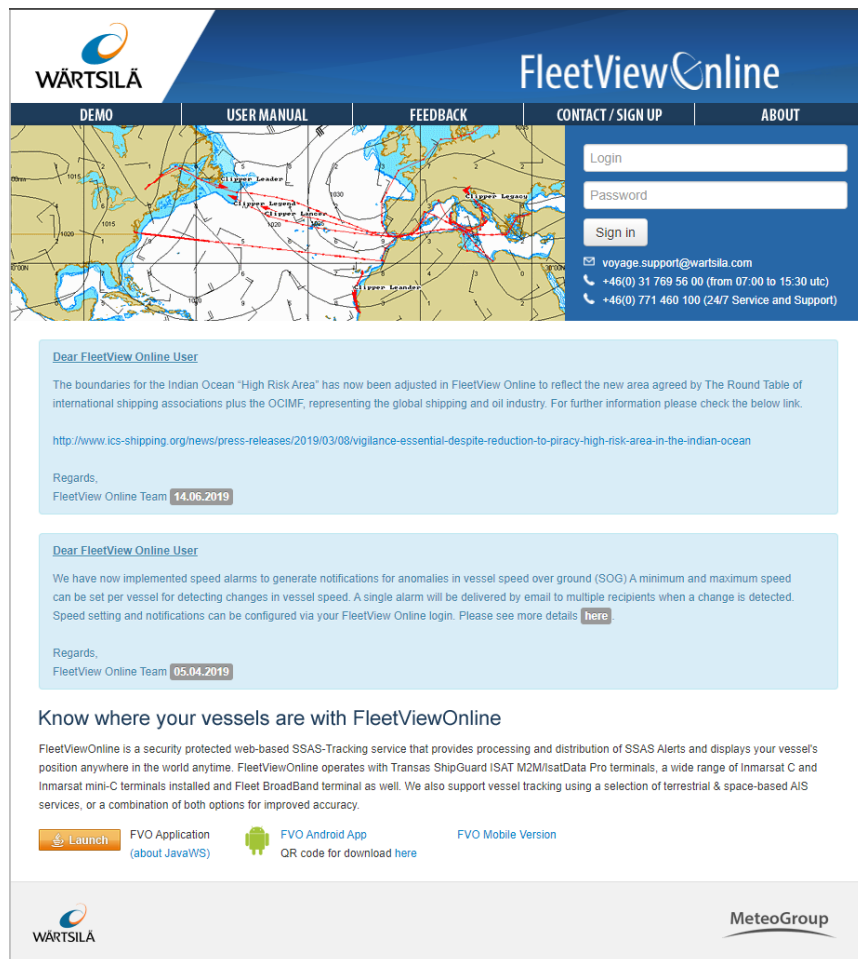 WÄRTSILÄ
FleetViewOnline
DEMO
USER MANUAL
FEEDBACK
CONTACT / SIGN UP
ABOUT
1015
1015
1020
1030
1020
1020
Clipper Leader
Clipper Legend
Clipper Lancer
Clipper Legacy
Clipper Leander
Login
Password
Sign in
voyage.support@wartsila.com
+46(0) 31 769 56 00 (from 07:00 to 15:30 utc)
+46(0) 771 460 100 (24/7 Service and Support)
Dear FleetView Online User
The boundaries for the Indian Ocean “High Risk Area” has now been adjusted in FleetView Online to reflect the new area agreed by The Round Table of
international shipping associations plus the OCIMF, representing the global shipping and oil industry. For further information please check the below link.
http://www.ics-shipping.org/news/press-releases/2019/03/08/vigilance-essential-despite-reduction-to-piracy-high-risk-area-in-the-indian-ocean
Regards,
FleetView Online Team 14.06.2019
Dear FleetView Online User
We have now implemented speed alarms to generate notifications for anomalies in vessel speed over ground (SOG) A minimum and maximum speed
can be set per vessel for detecting changes in vessel speed. A single alarm will be delivered by email to multiple recipients when a change is detected.
Speed setting and notifications can be configured via your FleetView Online login. Please see more details here.
Regards,
FleetView Online Team 05.04.2019
Know where your vessels are with FleetViewOnline
FleetViewOnline is a security protected web-based SSAS-Tracking service that provides processing and distribution of SSAS Alerts and displays your vessel's
position anywhere in the world anytime. FleetViewOnline operates with Transas ShipGuard ISAT M2M/IsatData Pro terminals, a wide range of Inmarsat C and
Inmarsat mini-C terminals installed and Fleet BroadBand terminal as well. We also support vessel tracking using a selection of terrestrial & space-based AIS
services, or a combination of both options for improved accuracy.
Launch
FVO Application
(about JavaWS)
FVO Android App
QR code for download here
FVO Mobile Version
WÄRTSILÄ
MeteoGroup